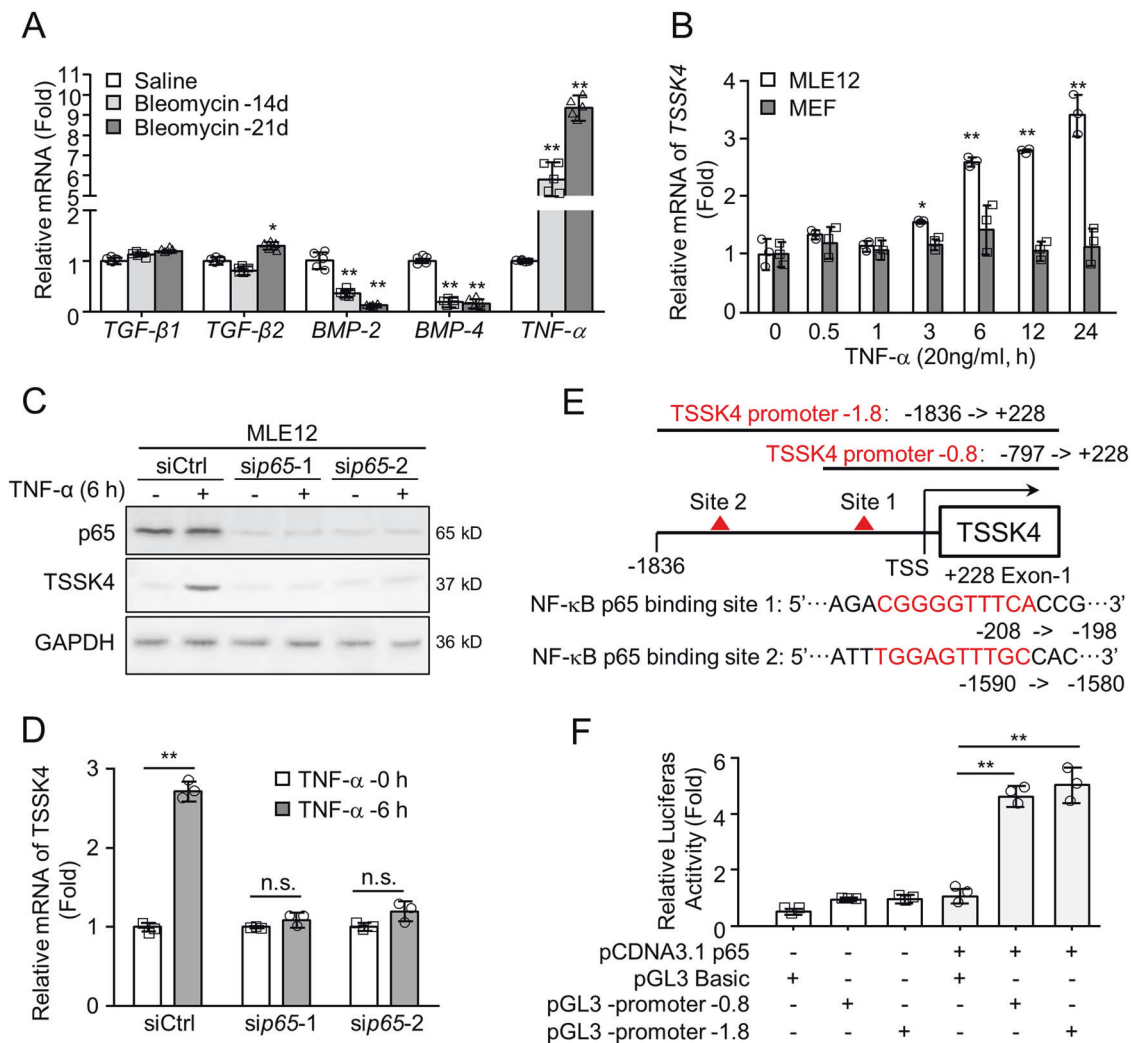 A
Relative mRNA (Fold)
11
10
9
8
7
6
5
2
1
0
Saline
Bleomycin -14d
Bleomycin -21d
** **
* ** ** ** **
TGF-β1 TGF-β2 BMP-2 BMP-4 TNF-α
B
Relative mRNA of TSSK4
(Fold)
4
3
2
1
0
MLE12
MEF
* ** ** **
0 0.5 1 3 6 12 24
TNF-α (20ng/ml, h)
C
MLE12
siCtrl sip65-1 sip65-2
TNF-α (6 h) - + - + - +
p65 65 kD
TSSK4 37 kD
GAPDH 36 kD
E
TSSK4 promoter -1.8: -1836 -> +228
TSSK4 promoter -0.8: -797 -> +228
Site 2 Site 1
TSSK4
-1836 TSS
+228 Exon-1
NF-κB p65 binding site 1: 5’···AGACGGGGTTTCACCG···3’
-208 -> -198
NF-κB p65 binding site 2: 5’···ATTTGGAGTTTGCCAC···3’
-1590 -> -1580
D
Relative mRNA of TSSK4
(Fold)
3
2
1
0
**
n.s.
n.s.
TNF-α -0 h
TNF-α -6 h
siCtrl sip65-1 sip65-2
F
Relative Luciferas
Actitvity (Fold)
6
4
2
0
**
**
pCDNA3.1 p65 - - - + + +
pGL3 Basic + - - + - -
pGL3 -promoter -0.8 - + - - + -
pGL3 -promoter -1.8 - - + - - +